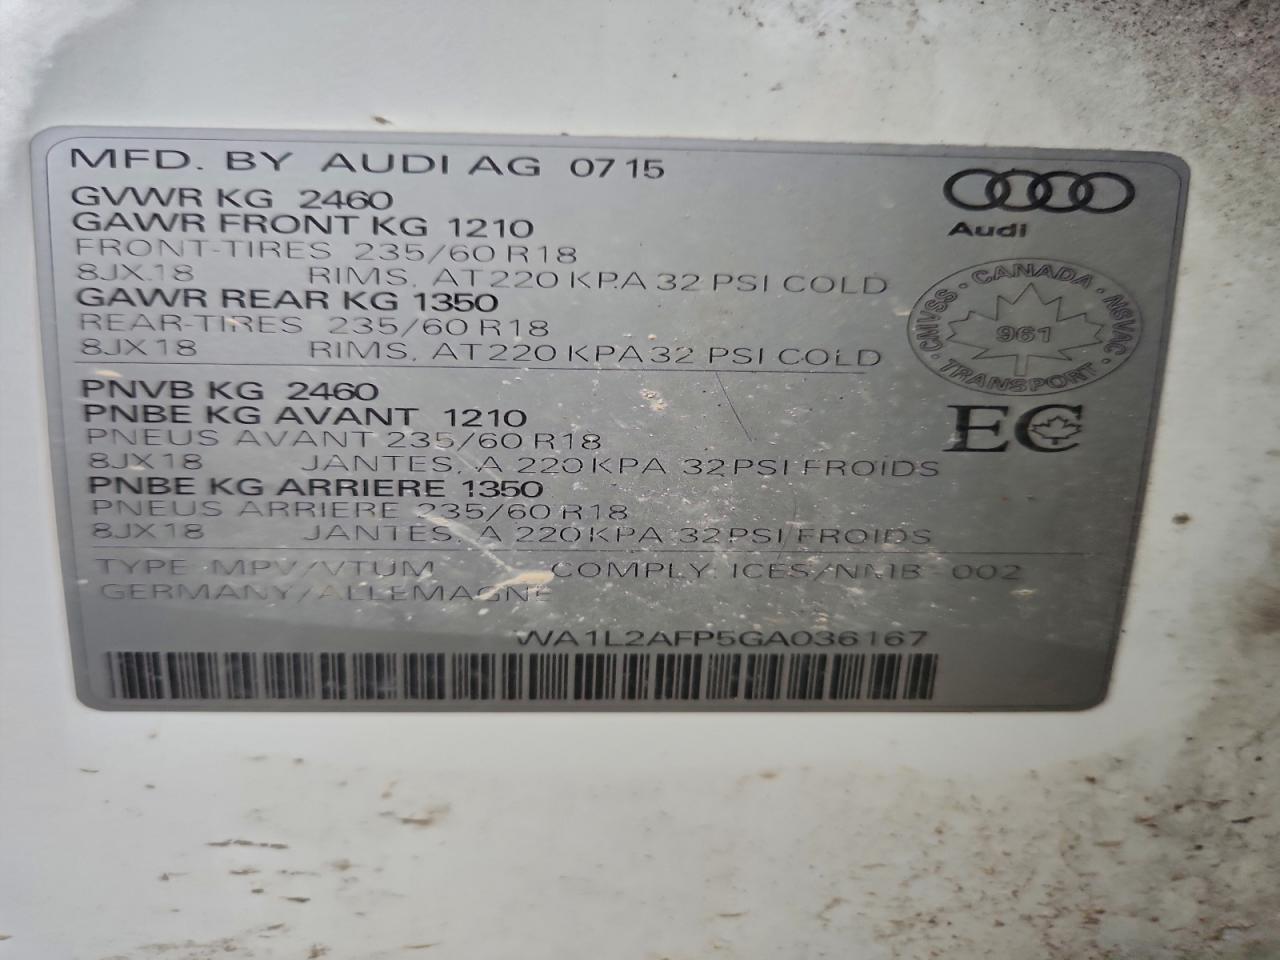 MFD. BY AUDI AG 07 15
GVWR KG 2460
GAWR FRONT KG 1210
FRONT-TIRES 235/60 R18
8JX18 RIMS, AT 220 KPA 32 PSI COLD
GAWR REAR KG 1350
REAR-TIRES 235/60 R18
8JX18 RIMS, AT 220 KPA 32 PSI COLD
PNVB KG 2460
PNBE KG AVANT 1210
PNEUS AVANT 235/60 R18
8JX18 JANTES, A 220 KPA 32 PSI FROIDS
PNBE KG ARRIERE 1350
PNEUS ARRIERE 235/60 R18
8JX18 JANTES, A 220 KPA 32 PSI FROIDS
TYPE MPV/VTUM COMPLY. ICES/NMB-002
GERMANY/ALLEMAGNE
WA1L2AFP5GA036167
Audi
CMVSS · CANADA · NSVAC · TRANSPORT ·
961
EC